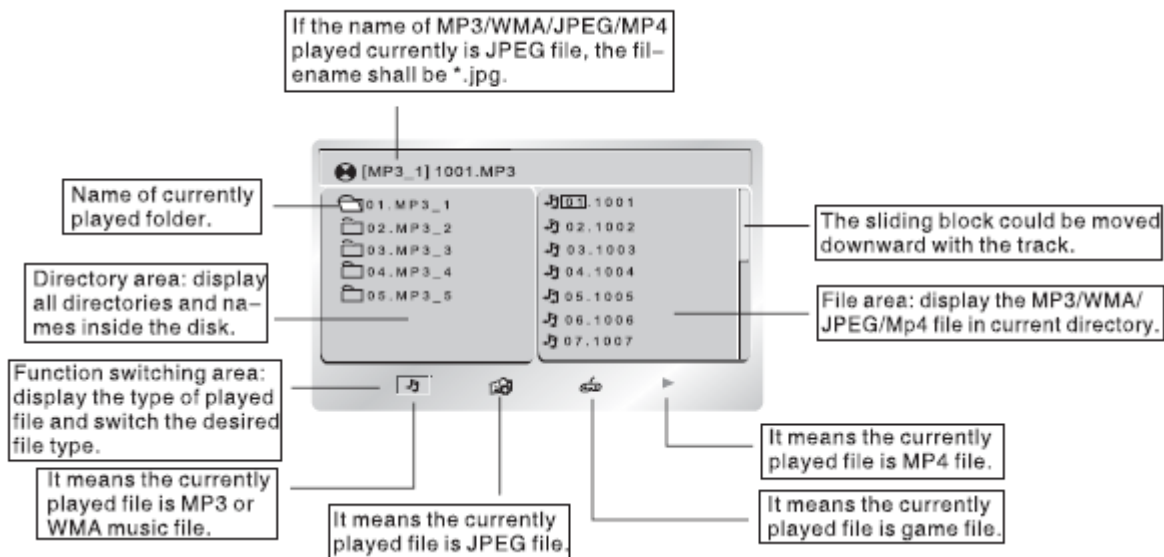 If the name of MP3/WMA/JPEG/MP4
played currently is JPEG file, the fil–
ename shall be *.jpg.
[MP3_1] 1001.MP3
Name of currently
played folder.
01.MP3_1
02.MP3_2
03.MP3_3
04.MP3_4
05.MP3_5
01.1001
02.1002
03.1003
04.1004
05.1005
06.1006
07.1007
The sliding block could be moved
downward with the track.
Directory area: display
all directories and na–
mes inside the disk.
File area: display the MP3/WMA/
JPEG/Mp4 file in current directory.
Function switching area:
display the type of played
file and switch the desired
file type.
It means the currently
played file is MP4 file.
It means the currently
played file is MP3 or
WMA music file.
It means the currently
played file is JPEG file.
It means the currently
played file is game file.